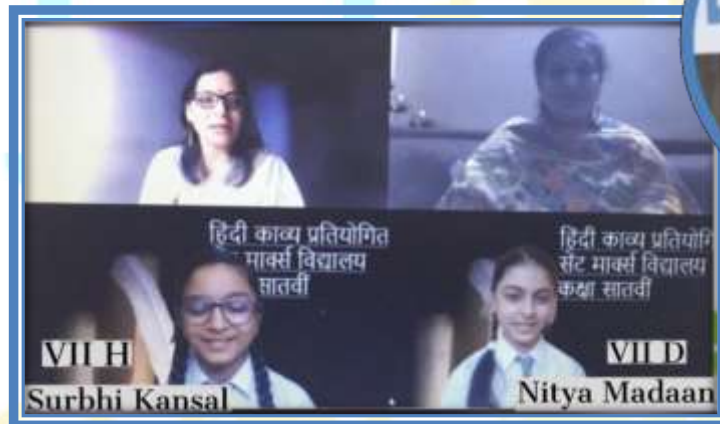 हिंदी काव्य प्रतियोगित
मार्क्स विद्यालय
सातवीं
हिंदी काव्य प्रतियोगि
सेंट मार्क्स विद्यालय
कक्षा सातवीं
VII H
Surbhi Kansal
VII D
Nitya Madaan